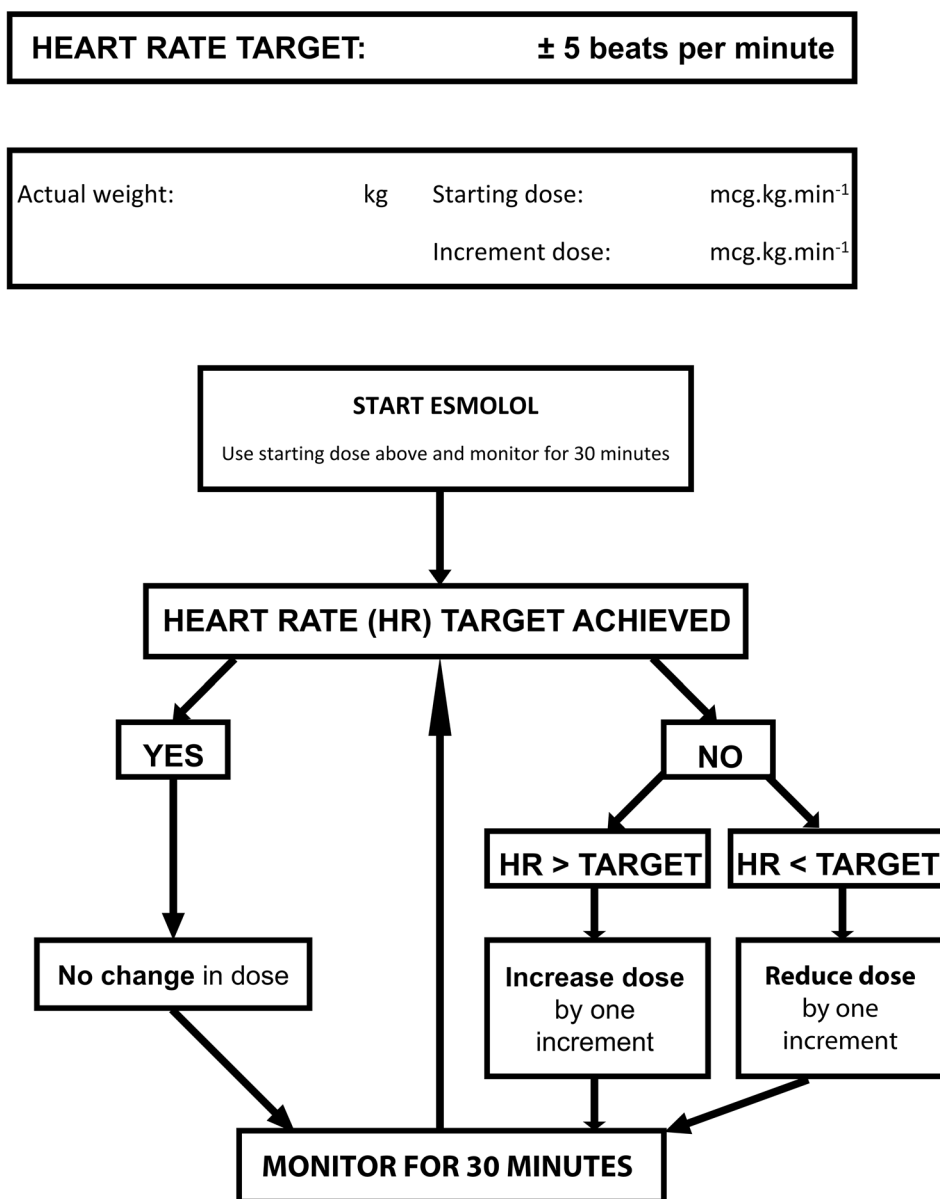 HEART RATE TARGET: ± 5 beats per minute
Actual weight: kg Starting dose: mcg.kg.min⁻¹
Increment dose: mcg.kg.min⁻¹
START ESMOLOL
Use starting dose above and monitor for 30 minutes
HEART RATE (HR) TARGET ACHIEVED
YES
NO
HR > TARGET
HR < TARGET
No change in dose
Increase dose
by one
increment
Reduce dose
by one
increment
MONITOR FOR 30 MINUTES